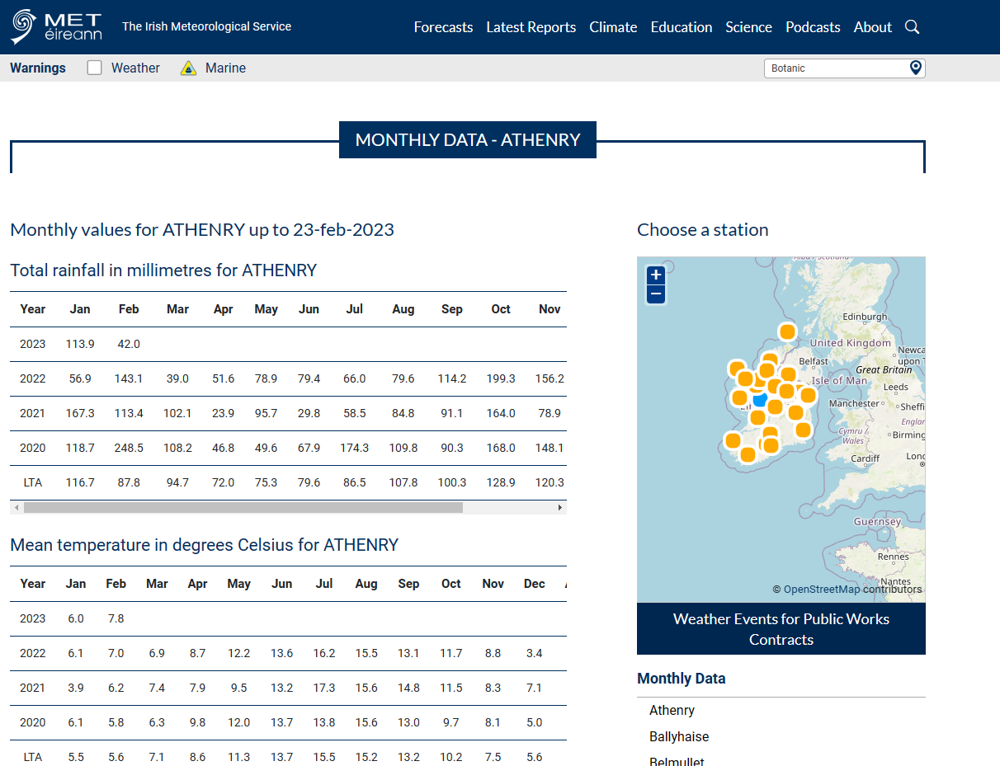 MET
éireann
The Irish Meteorological Service
Forecasts Latest Reports Climate Education Science Podcasts About
Warnings Weather Marine
Botanic
MONTHLY DATA - ATHENRY
Monthly values for ATHENRY up to 23-feb-2023
Total rainfall in millimetres for ATHENRY
Year Jan Feb Mar Apr May Jun Jul Aug Sep Oct Nov
2023 113.9 42.0
2022 56.9 143.1 39.0 51.6 78.9 79.4 66.0 79.6 114.2 199.3 156.2
2021 167.3 113.4 102.1 23.9 95.7 29.8 58.5 84.8 91.1 164.0 78.9
2020 118.7 248.5 108.2 46.8 49.6 67.9 174.3 109.8 90.3 168.0 148.1
LTA 116.7 87.8 94.7 72.0 75.3 79.6 86.5 107.8 100.3 128.9 120.3
Mean temperature in degrees Celsius for ATHENRY
Year Jan Feb Mar Apr May Jun Jul Aug Sep Oct Nov Dec
2023 6.0 7.8
2022 6.1 7.0 6.9 8.7 12.2 13.6 16.2 15.5 13.1 11.7 8.8 3.4
2021 3.9 6.2 7.4 7.9 9.5 13.2 17.3 15.6 14.8 11.5 8.3 7.1
2020 6.1 5.8 6.3 9.8 12.0 13.7 13.8 15.6 13.0 9.7 8.1 5.0
LTA 5.5 5.6 7.1 8.6 11.3 13.7 15.5 15.2 13.2 10.2 7.5 5.6
Choose a station
+
−
Edinburgh
United Kingdom
Newca
upon T
Belfast
Great Britain
Isle of Man
Leeds
Manchester
Sheffi
Englan
Cymru /
Wales
Birming
Cardiff
Lond
Guernsey
Rennes
Nantes
© OpenStreetMap contributors
Weather Events for Public Works
Contracts
Monthly Data
Athenry
Ballyhaise
Belmullet